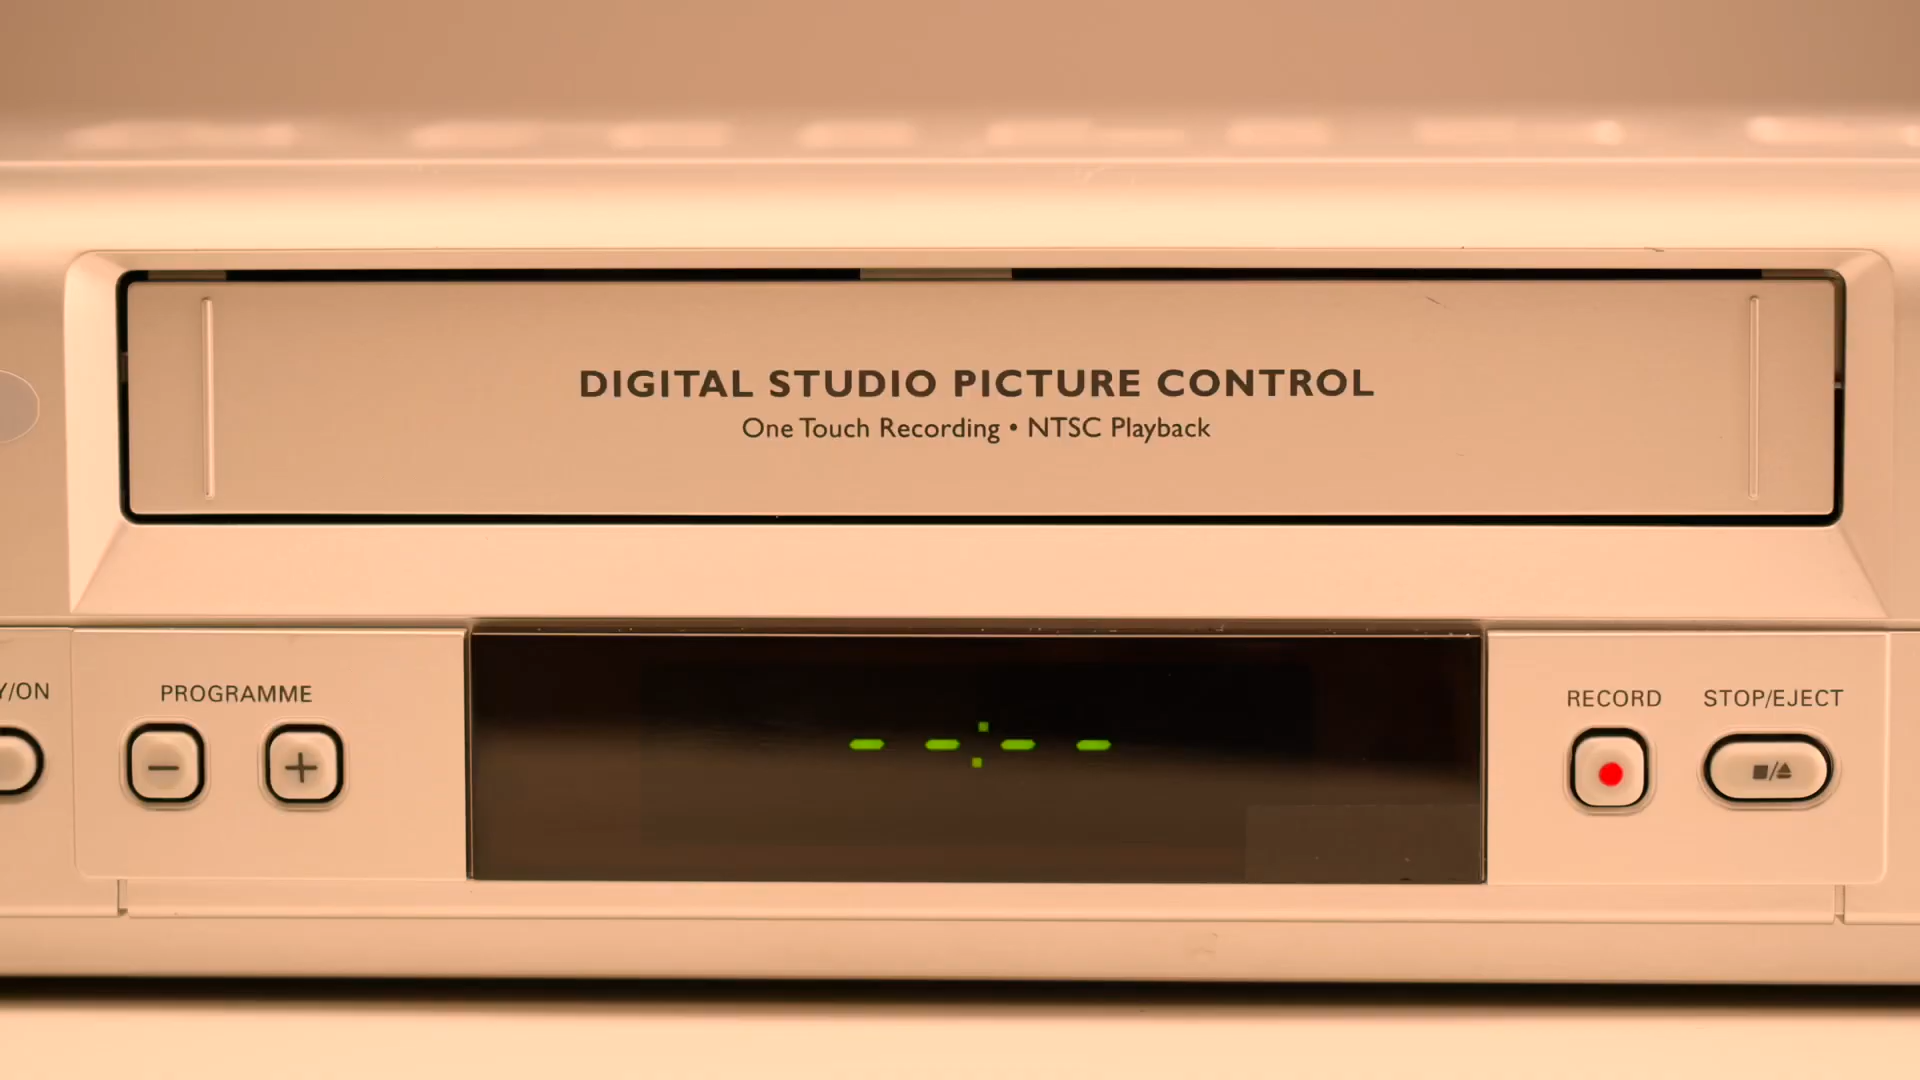 DIGITAL STUDIO PICTURE CONTROL
One Touch Recording • NTSC Playback
Y/ON
PROGRAMME
RECORD
STOP/EJECT
- +
--:--